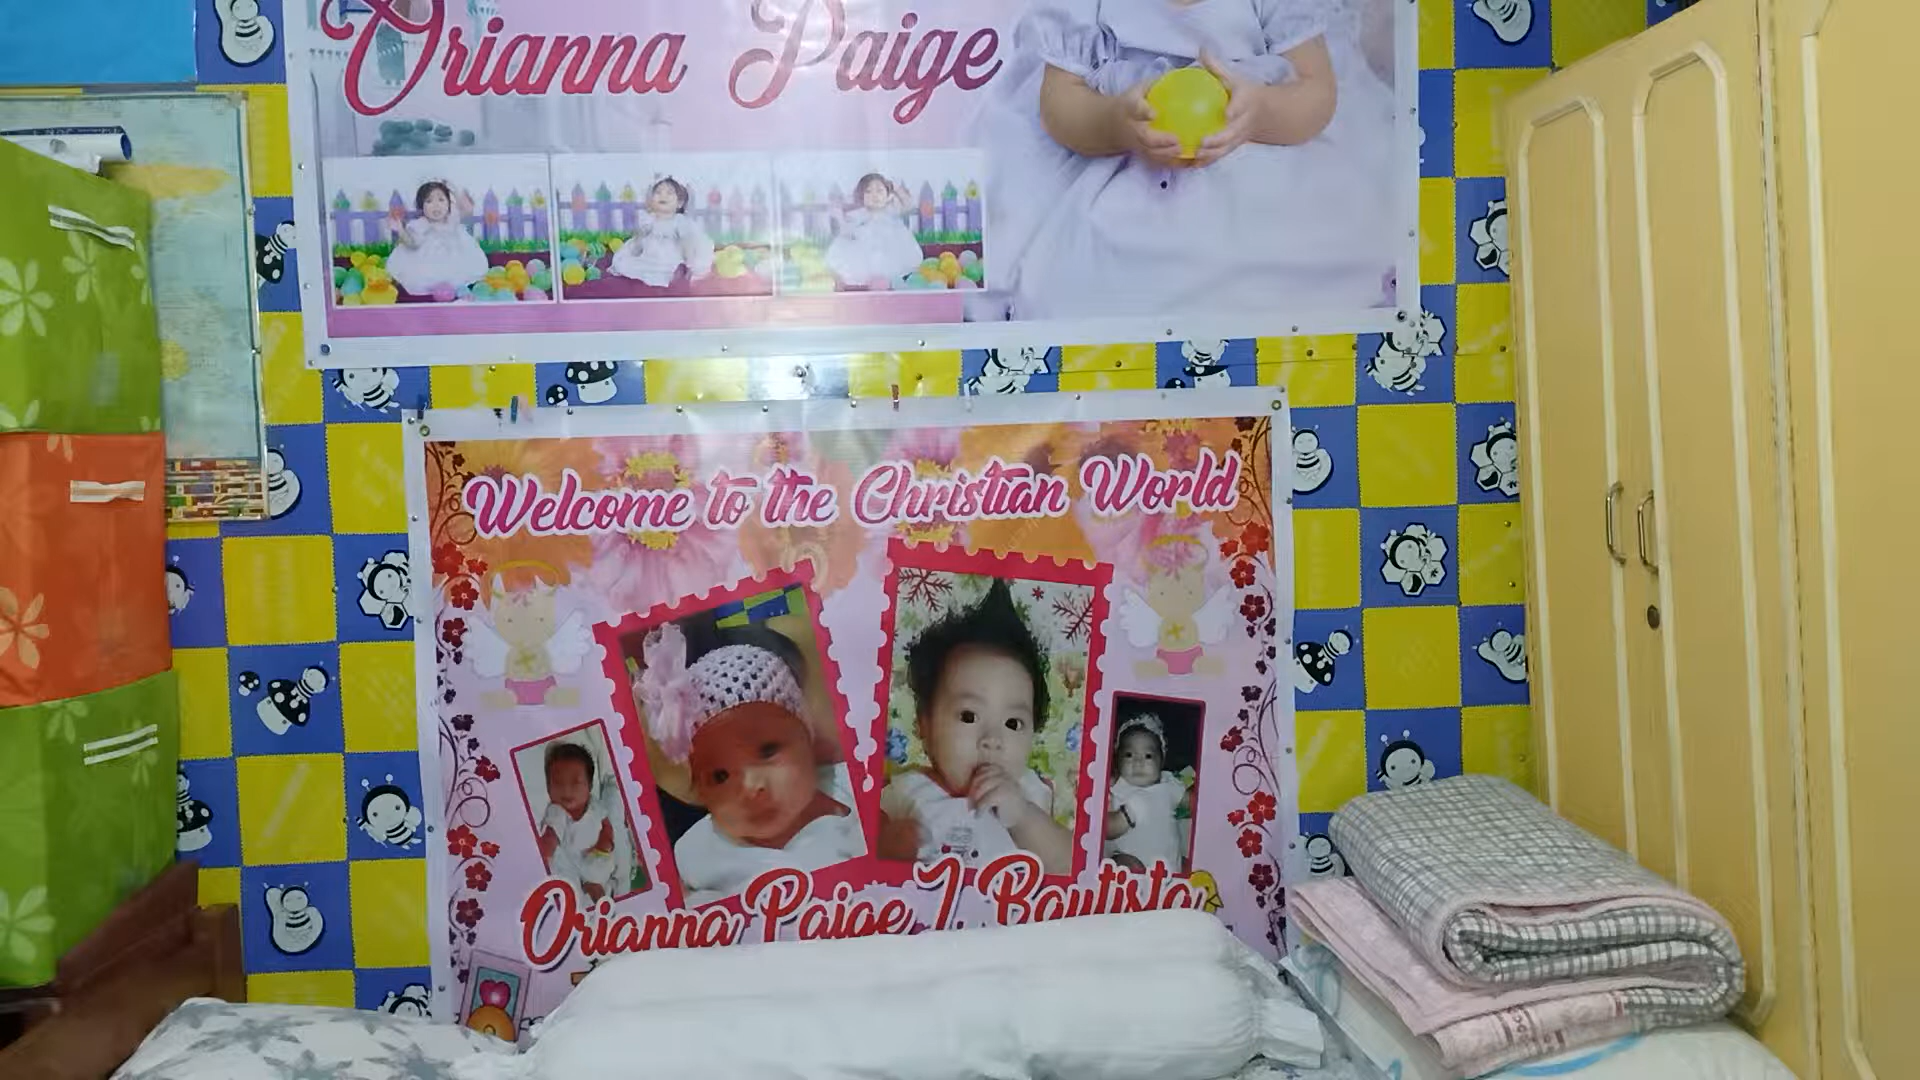 Orianna Paige
Welcome to the Christian World
Orianna Paige J. Bautista